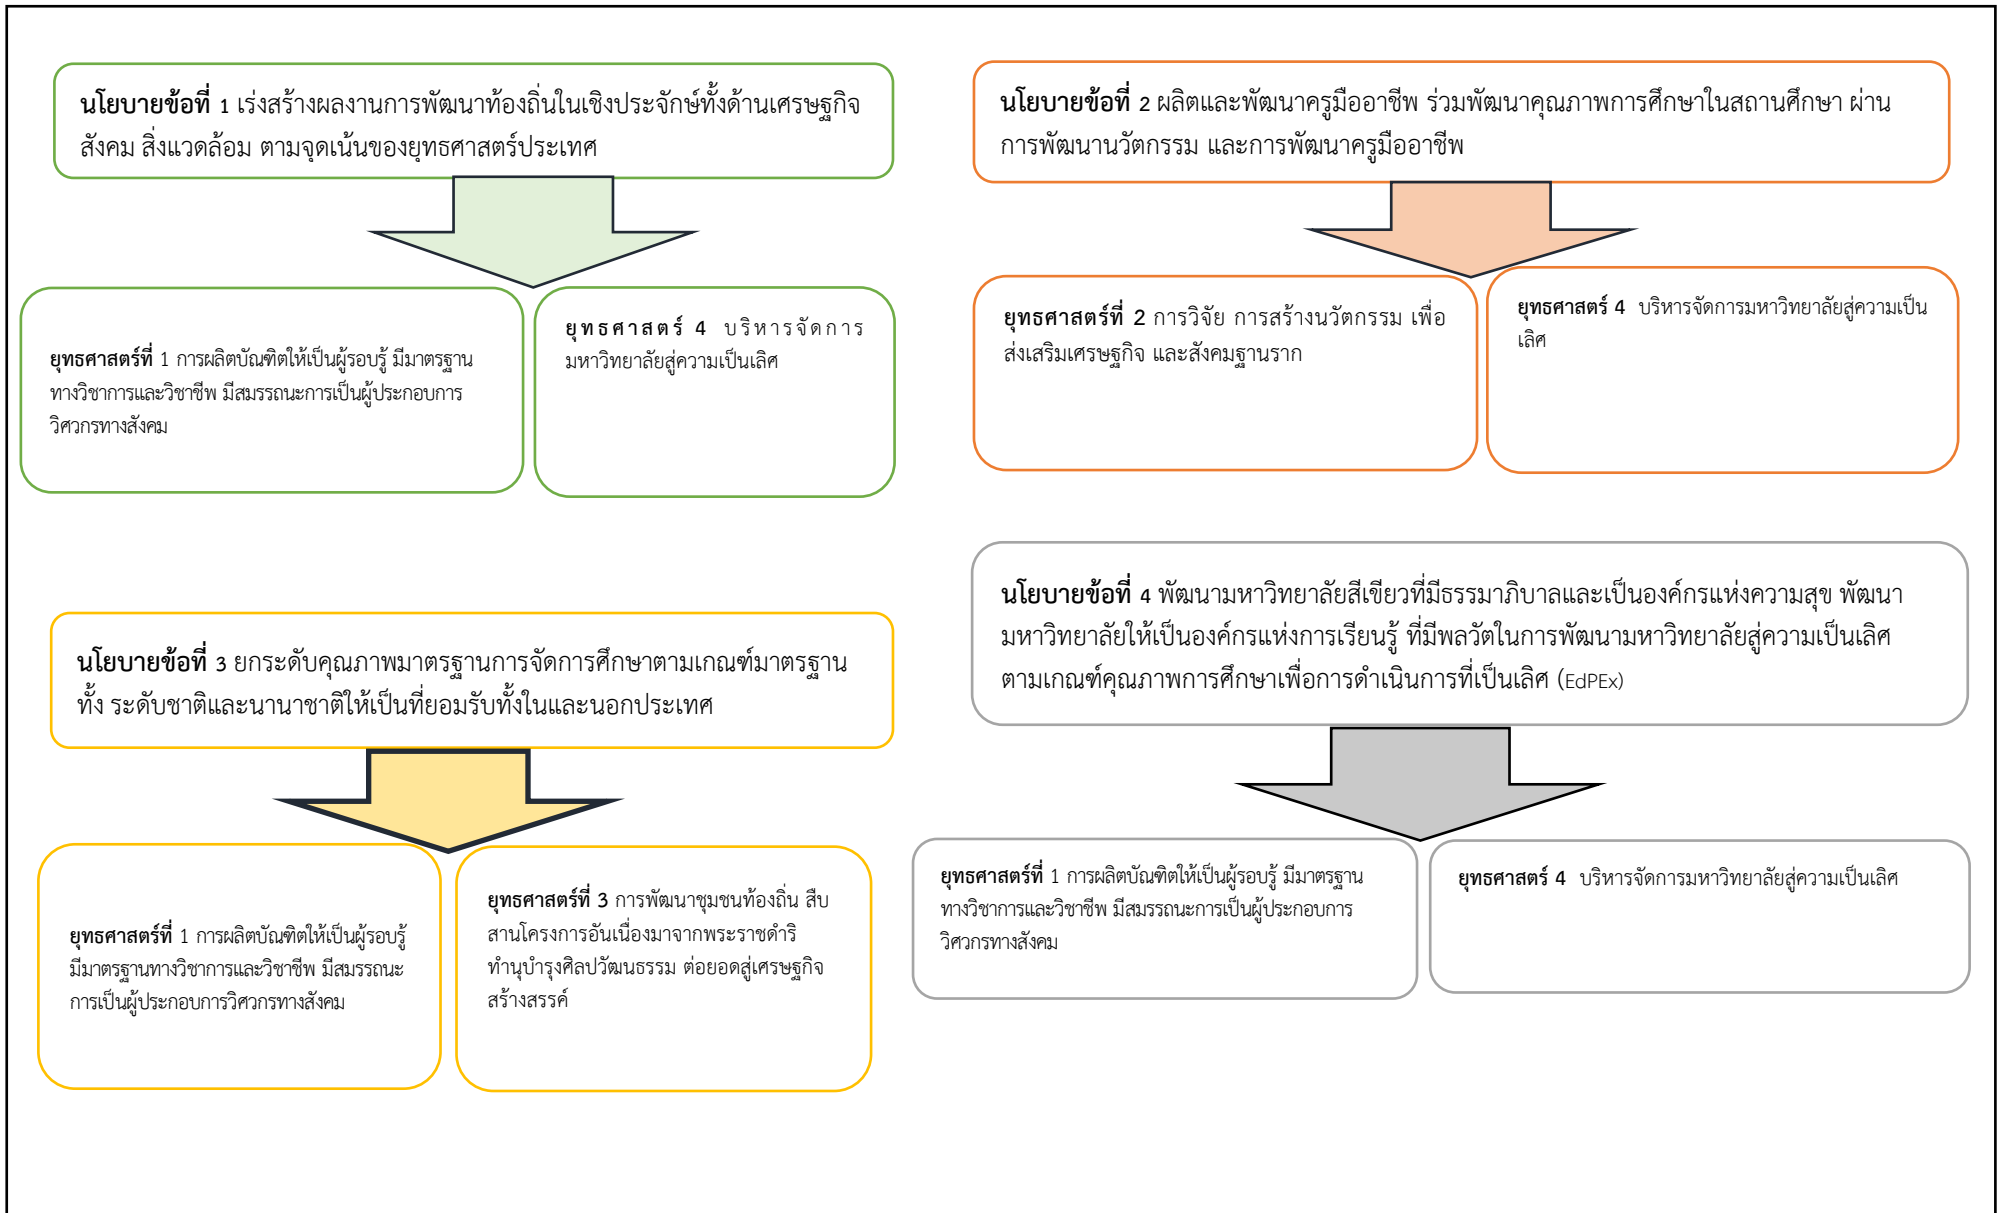 นโยบายข้อที่ 1 เร่งสร้างผลงานการพัฒนาท้องถิ่นในเชิงประจักษ์ทั้งด้านเศรษฐกิจ
สังคม สิ่งแวดล้อม ตามจุดเน้นของยุทธศาสตร์ประเทศ
ยุทธศาสตร์ที่ 1 การผลิตบัณฑิตให้เป็นผู้รอบรู้ มีมาตรฐาน
ทางวิชาการและวิชาชีพ มีสมรรถนะการเป็นผู้ประกอบการ
วิศวกรทางสังคม
ยุทธศาสตร์ 4 บริหารจัดการ
มหาวิทยาลัยสู่ความเป็นเลิศ
นโยบายข้อที่ 2 ผลิตและพัฒนาครูมืออาชีพ ร่วมพัฒนาคุณภาพการศึกษาในสถานศึกษา ผ่าน
การพัฒนานวัตกรรม และการพัฒนาครูมืออาชีพ
ยุทธศาสตร์ที่ 2 การวิจัย การสร้างนวัตกรรม เพื่อ
ส่งเสริมเศรษฐกิจ และสังคมฐานราก
ยุทธศาสตร์ 4 บริหารจัดการมหาวิทยาลัยสู่ความเป็น
เลิศ
นโยบายข้อที่ 3 ยกระดับคุณภาพมาตรฐานการจัดการศึกษาตามเกณฑ์มาตรฐาน
ทั้ง ระดับชาติและนานาชาติให้เป็นที่ยอมรับทั้งในและนอกประเทศ
ยุทธศาสตร์ที่ 1 การผลิตบัณฑิตให้เป็นผู้รอบรู้
มีมาตรฐานทางวิชาการและวิชาชีพ มีสมรรถนะ
การเป็นผู้ประกอบการวิศวกรทางสังคม
ยุทธศาสตร์ที่ 3 การพัฒนาชุมชนท้องถิ่น สืบ
สานโครงการอันเนื่องมาจากพระราชดำริ
ทำนุบำรุงศิลปวัฒนธรรม ต่อยอดสู่เศรษฐกิจ
สร้างสรรค์
นโยบายข้อที่ 4 พัฒนามหาวิทยาลัยสีเขียวที่มีธรรมาภิบาลและเป็นองค์กรแห่งความสุข พัฒนา
มหาวิทยาลัยให้เป็นองค์กรแห่งการเรียนรู้ ที่มีพลวัตในการพัฒนามหาวิทยาลัยสู่ความเป็นเลิศ
ตามเกณฑ์คุณภาพการศึกษาเพื่อการดำเนินการที่เป็นเลิศ (EdPEx)
ยุทธศาสตร์ที่ 1 การผลิตบัณฑิตให้เป็นผู้รอบรู้ มีมาตรฐาน
ทางวิชาการและวิชาชีพ มีสมรรถนะการเป็นผู้ประกอบการ
วิศวกรทางสังคม
ยุทธศาสตร์ 4 บริหารจัดการมหาวิทยาลัยสู่ความเป็นเลิศ